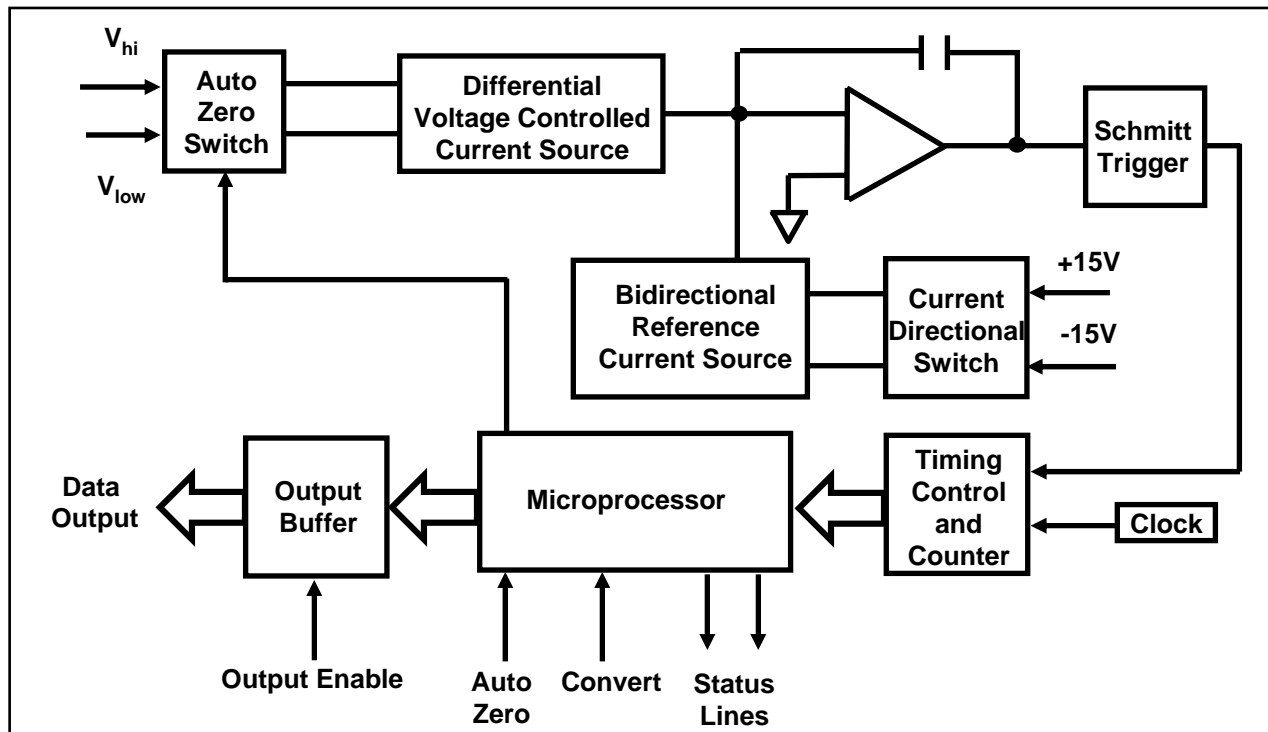 V_hi
Auto
Zero
Switch
V_low
Differential
Voltage Controlled
Current Source
Schmitt
Trigger
Bidirectional
Reference
Current Source
Current
Directional
Switch
+15V
-15V
Data
Output
Output
Buffer
Microprocessor
Timing
Control
and
Counter
Clock
Output Enable
Auto
Zero
Convert
Status
Lines